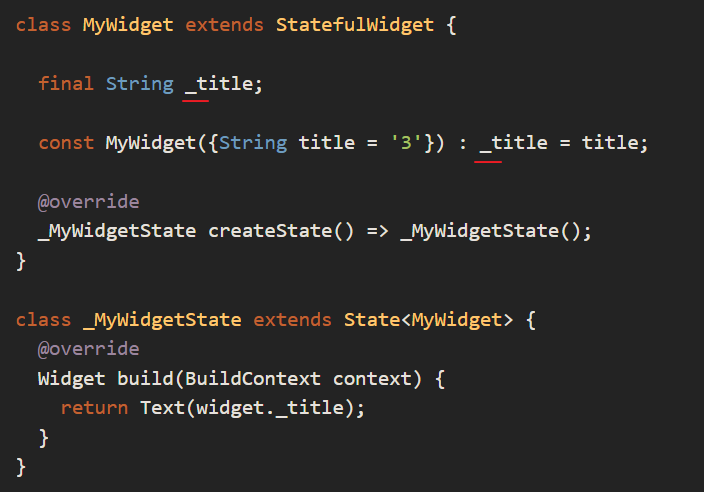 class MyWidget extends StatefulWidget {
final String _title;
const MyWidget({String title = '3'}) : _title = title;
@override
_MyWidgetState createState() => _MyWidgetState();
}
class _MyWidgetState extends State<MyWidget> {
@override
Widget build(BuildContext context) {
return Text(widget._title);
}
}